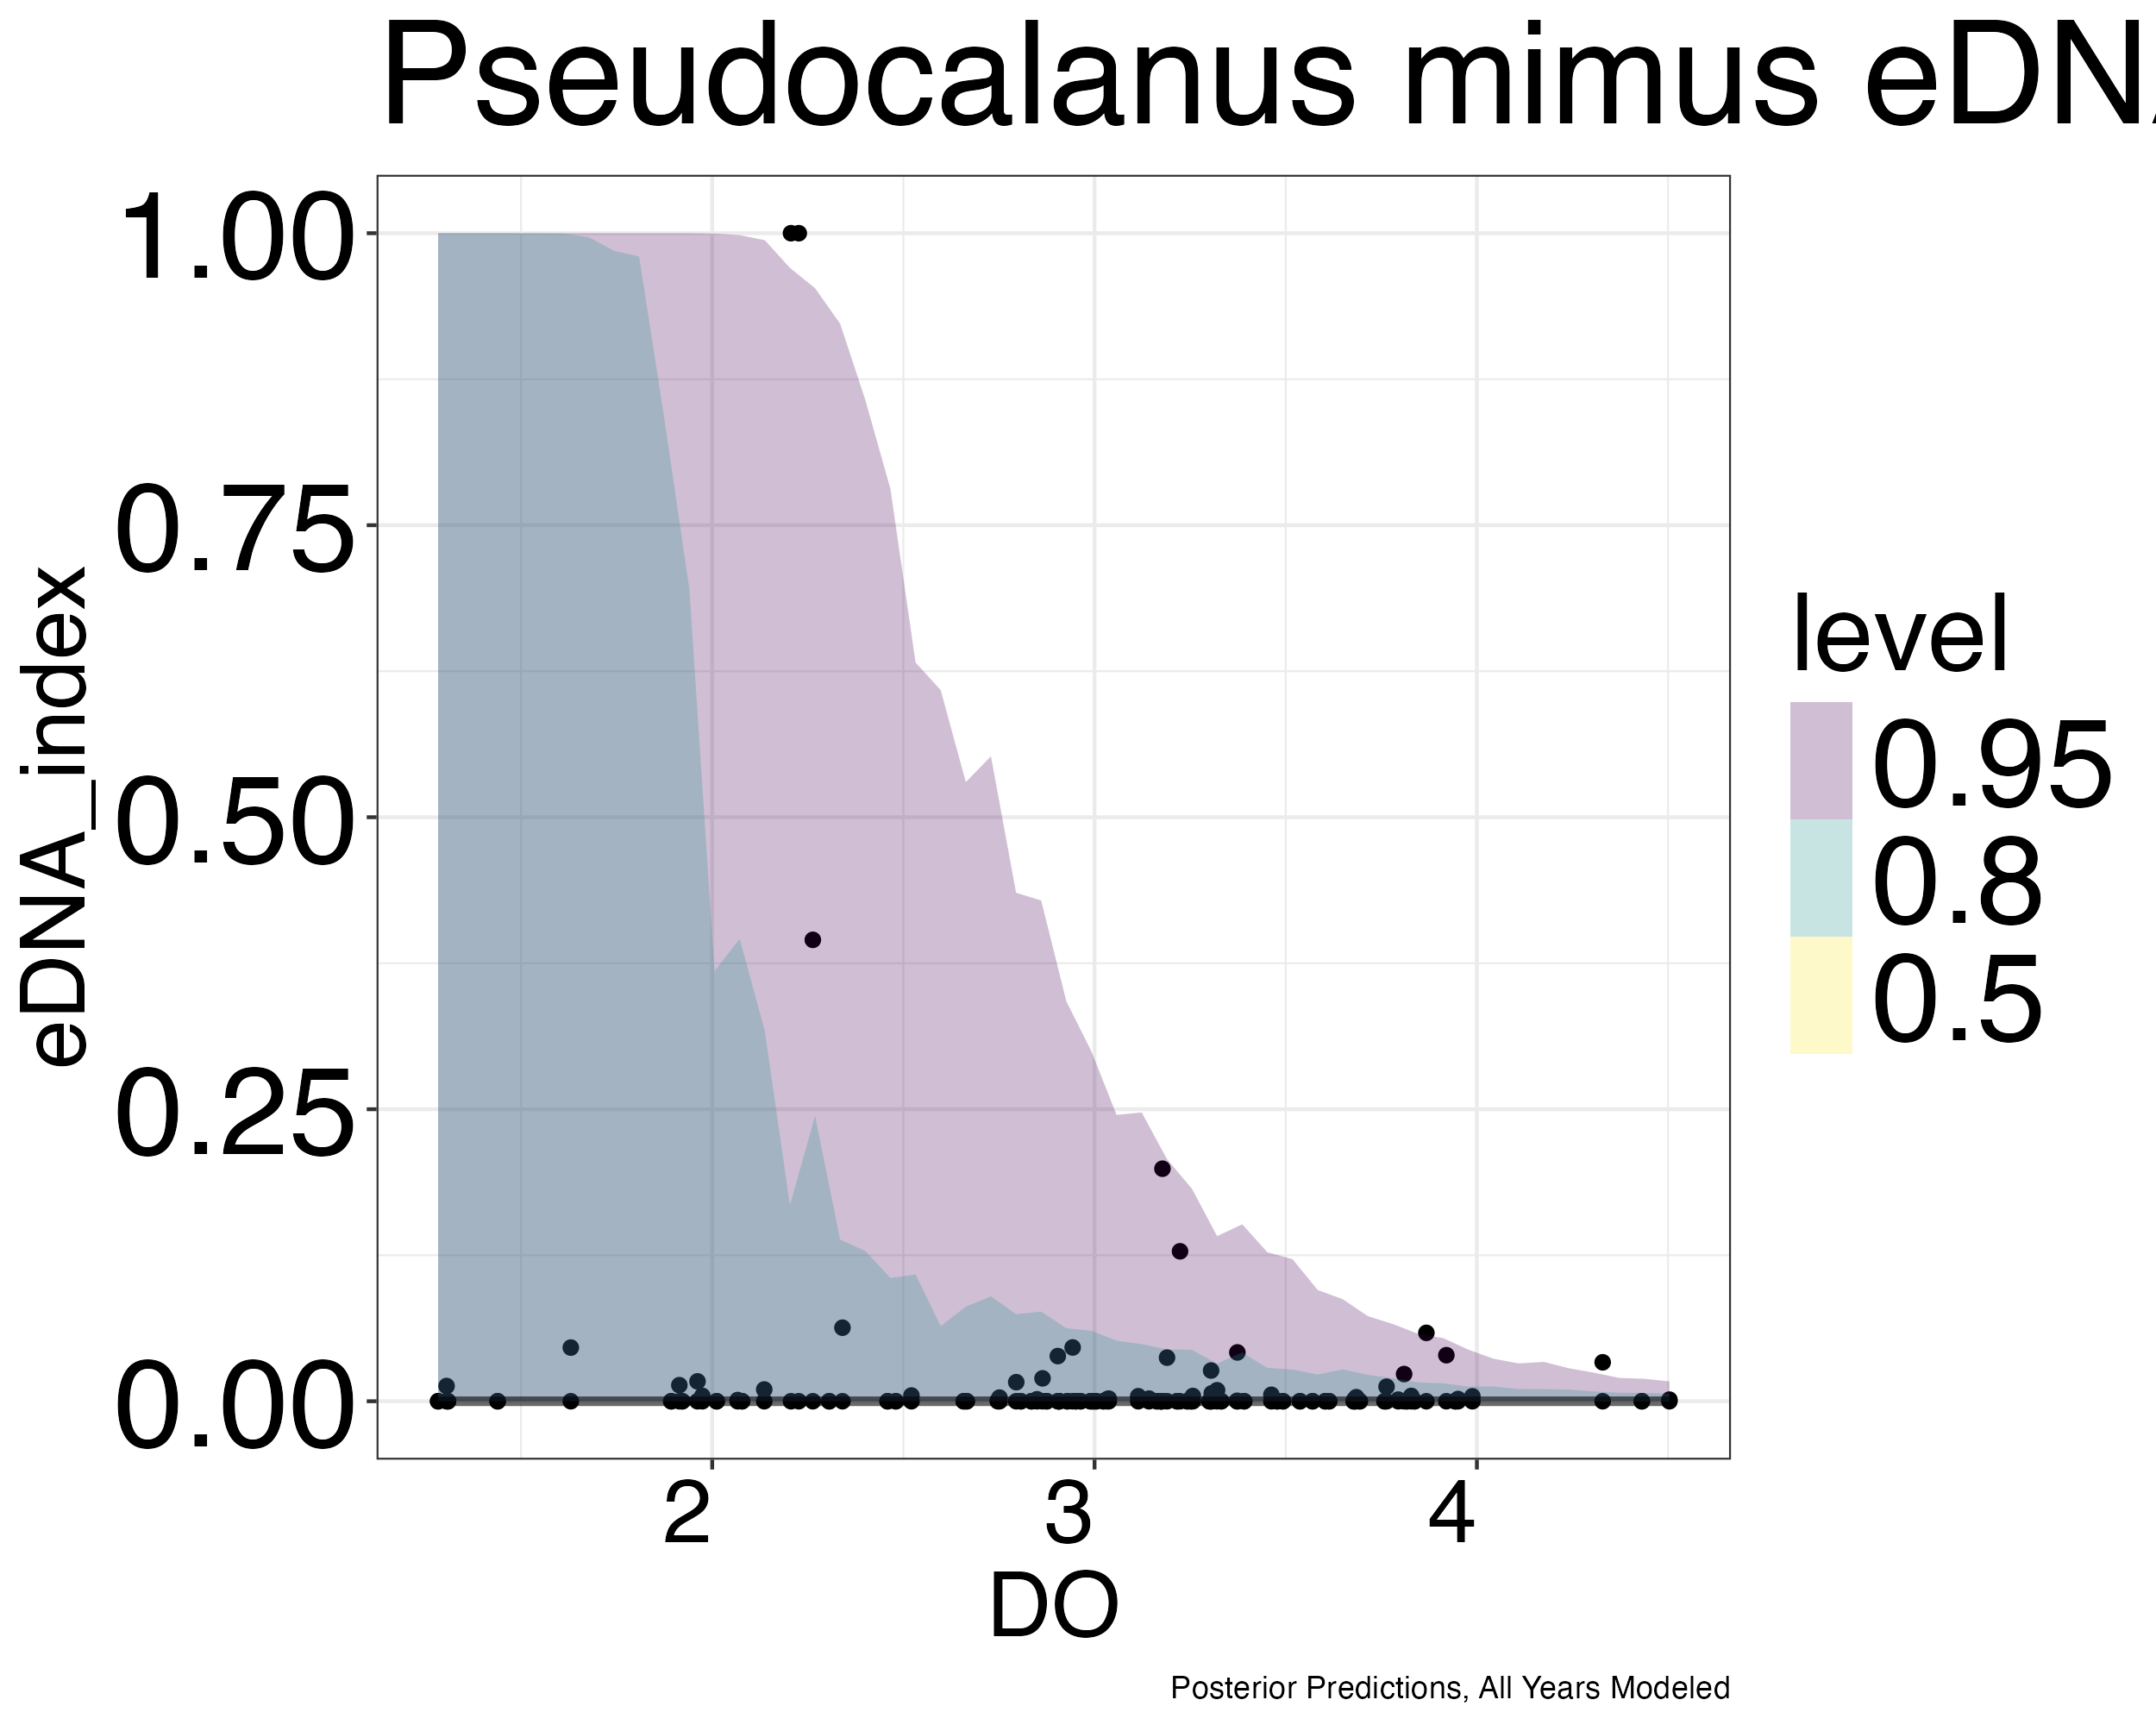 Pseudocalanus mimus eDN
1.00
0.75
0.50
0.25
0.00
eDNA_index
2 3 4
DO
level
0.95
0.8
0.5
Posterior Predictions, All Years Modeled